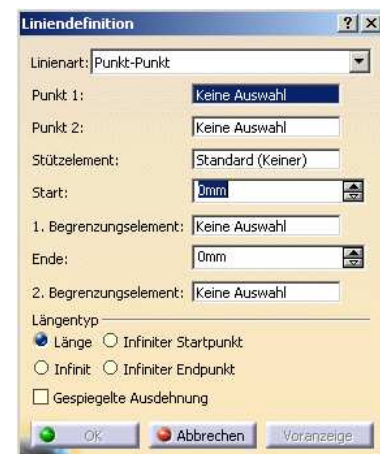 Liniendefinition
Linienart: Punkt-Punkt
Punkt 1: Keine Auswahl
Punkt 2: Keine Auswahl
Stützelement: Standard (Keiner)
Start: 0mm
1. Begrenzungselement: Keine Auswahl
Ende: 0mm
2. Begrenzungselement: Keine Auswahl
Längentyp
Länge Infiniter Startpunkt
Infinit Infiniter Endpunkt
Gespiegelte Ausdehnung
OK Abbrechen Voranzeige